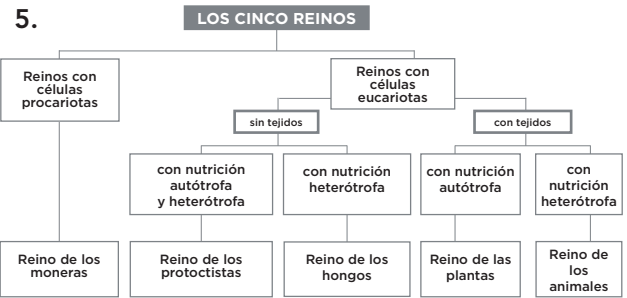 5.
LOS CINCO REINOS
Reinos con
células
procariotas
Reinos con
células
eucariotas
sin tejidos
con tejidos
con nutrición
autótrofa
y heterótrofa
con nutrición
heterótrofa
con nutrición
autótrofa
con
nutrición
heterótrofa
Reino de los
moneras
Reino de los
protoctistas
Reino de los
hongos
Reino de las
plantas
Reino de
los
animales